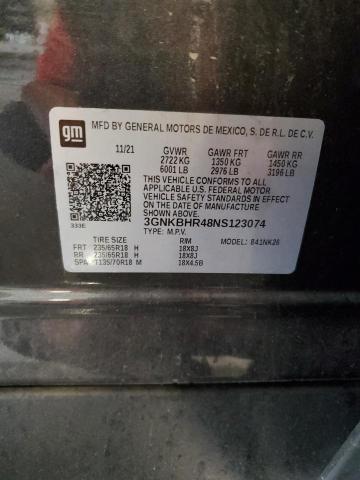 gm
MFD BY GENERAL MOTORS DE MEXICO, S. DE R.L. DE C.V.
11/21 GVWR GAWR FRT GAWR RR
2722 KG 1350 KG 1450 KG
6001 LB 2976 LB 3196 LB
THIS VEHICLE CONFORMS TO ALL
APPLICABLE U.S. FEDERAL MOTOR
VEHICLE SAFETY STANDARDS IN EFFECT
ON THE DATE OF MANUFACTURE
SHOWN ABOVE.
333E 3GNKBHR48NS123074
TYPE: M.P.V. MODEL: 841NK26
TIRE SIZE RIM
FRT 235/65R18 H 18X8J
RR 235/65R18 H 18X8J
SPA T135/70R18 M 18X4.5B